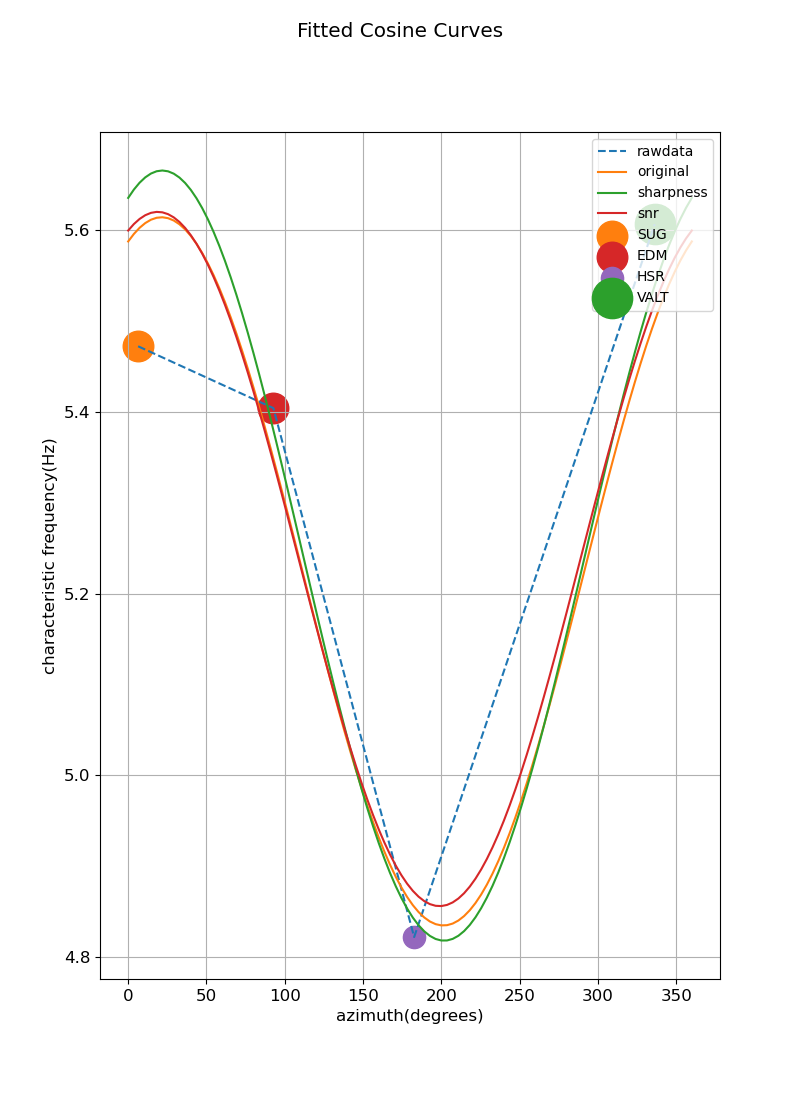 Fitted Cosine Curves
rawdata
original
sharpness
snr
SUG
EDM
HSR
VALT
characteristic frequency(Hz)
5.6
5.4
5.2
5.0
4.8
0 50 100 150 200 250 300 350
azimuth(degrees)